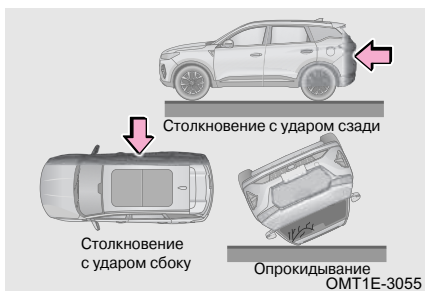 Столкновение с ударом сзади
Столкновение
с ударом сбоку
Опрокидывание
OMT1E-3055